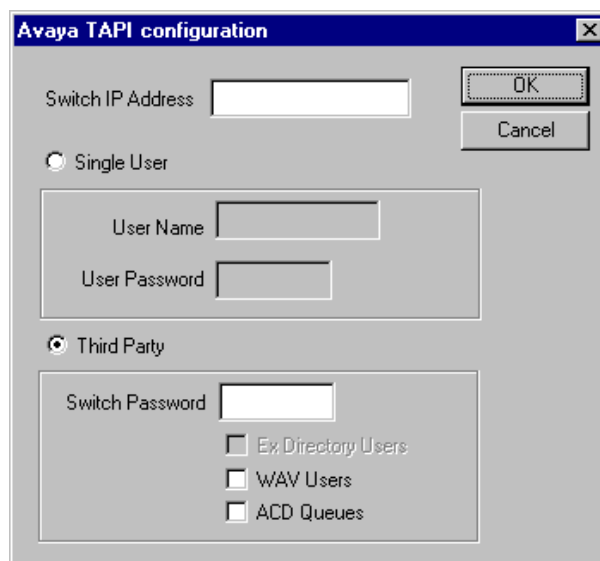 Avaya TAPI configuration
Switch IP Address
OK
Cancel
Single User
User Name
User Password
Third Party
Switch Password
Ex Directory Users
WAV Users
ACD Queues